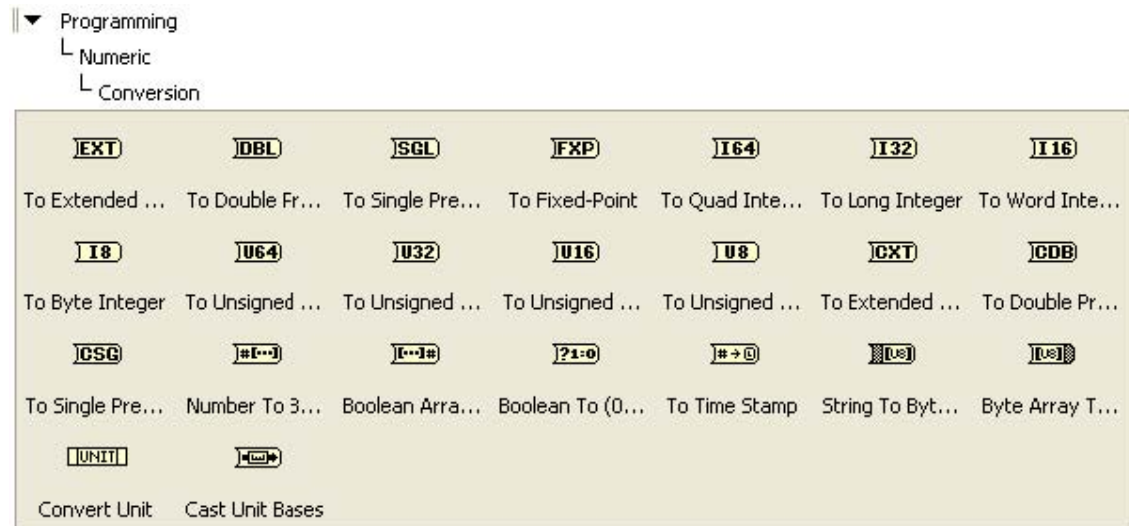 Programming
Numeric
Conversion
EXT DBL SGL FXP I64 I32 I16
To Extended ... To Double Fr... To Single Pre... To Fixed-Point To Quad Inte... To Long Integer To Word Inte...
I8 U64 U32 U16 U8 CXT CDB
To Byte Integer To Unsigned ... To Unsigned ... To Unsigned ... To Unsigned ... To Extended ... To Double Pr...
CSG #[...] [...]# ?1:0 #→ [U8] [U8]
To Single Pre... Number To B... Boolean Arra... Boolean To (0... To Time Stamp String To Byt... Byte Array T...
UNIT
Convert Unit Cast Unit Bases